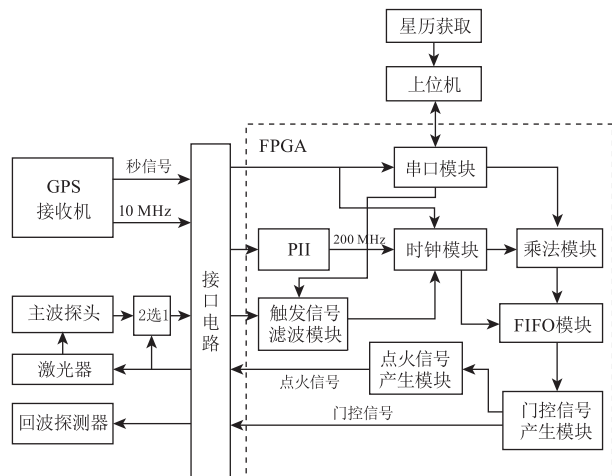 星历获取
上位机
FPGA
串口模块
GPS
接收机
秒信号
10 MHz
接口电路
PII
200 MHz
时钟模块
乘法模块
主波探头
2选1
触发信号
滤波模块
FIFO模块
激光器
点火信号
点火信号
产生模块
回波探测器
门控信号
门控信号
产生模块